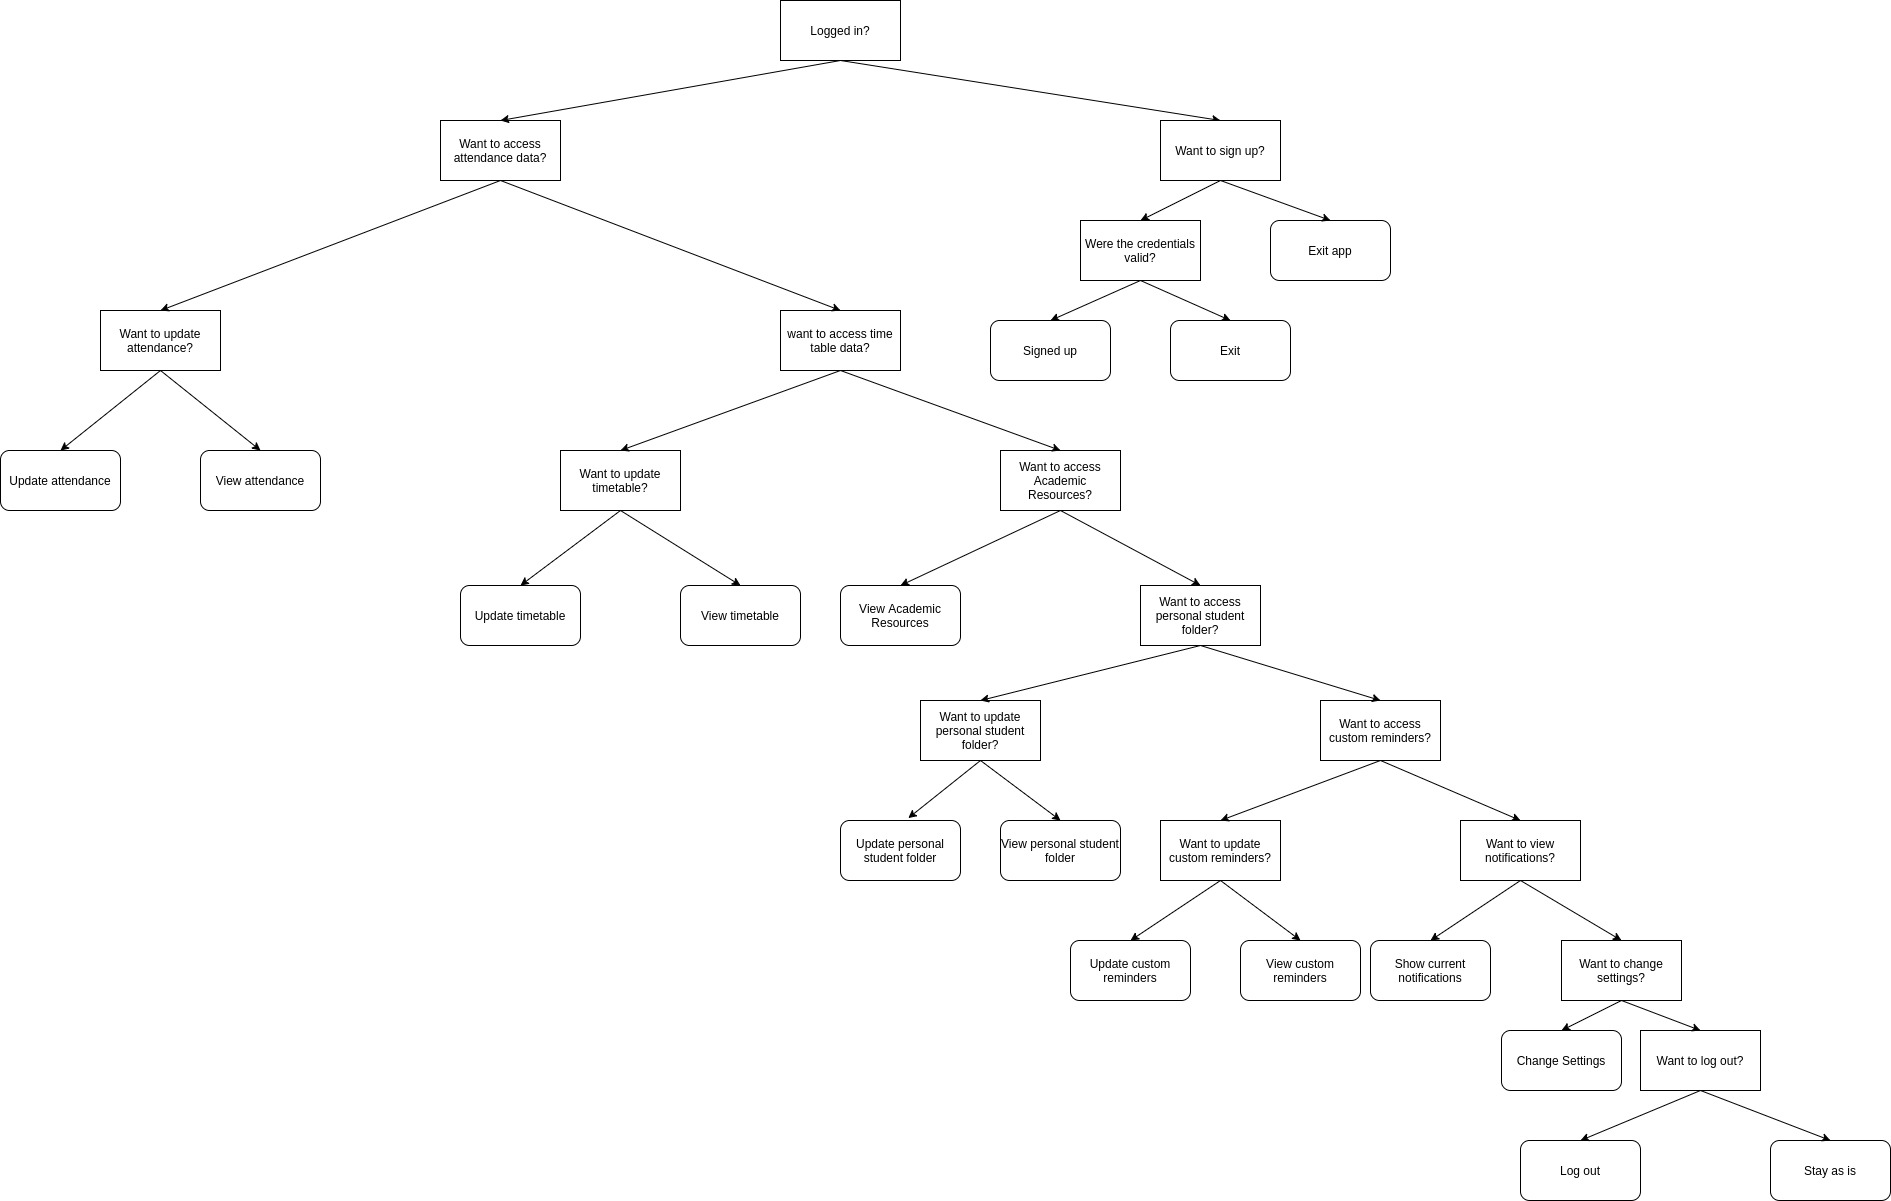 Logged in?
Want to access
attendance data?
Want to sign up?
Were the credentials
valid?
Exit app
Want to update
attendance?
want to access time
table data?
Signed up
Exit
Update attendance
View attendance
Want to update
timetable?
Want to access
Academic
Resources?
Update timetable
View timetable
View Academic
Resources
Want to access
personal student
folder?
Want to update
personal student
folder?
Want to access
custom reminders?
Update personal
student folder
View personal student
folder
Want to update
custom reminders?
Want to view
notifications?
Update custom
reminders
View custom
reminders
Show current
notifications
Want to change
settings?
Change Settings
Want to log out?
Log out
Stay as is